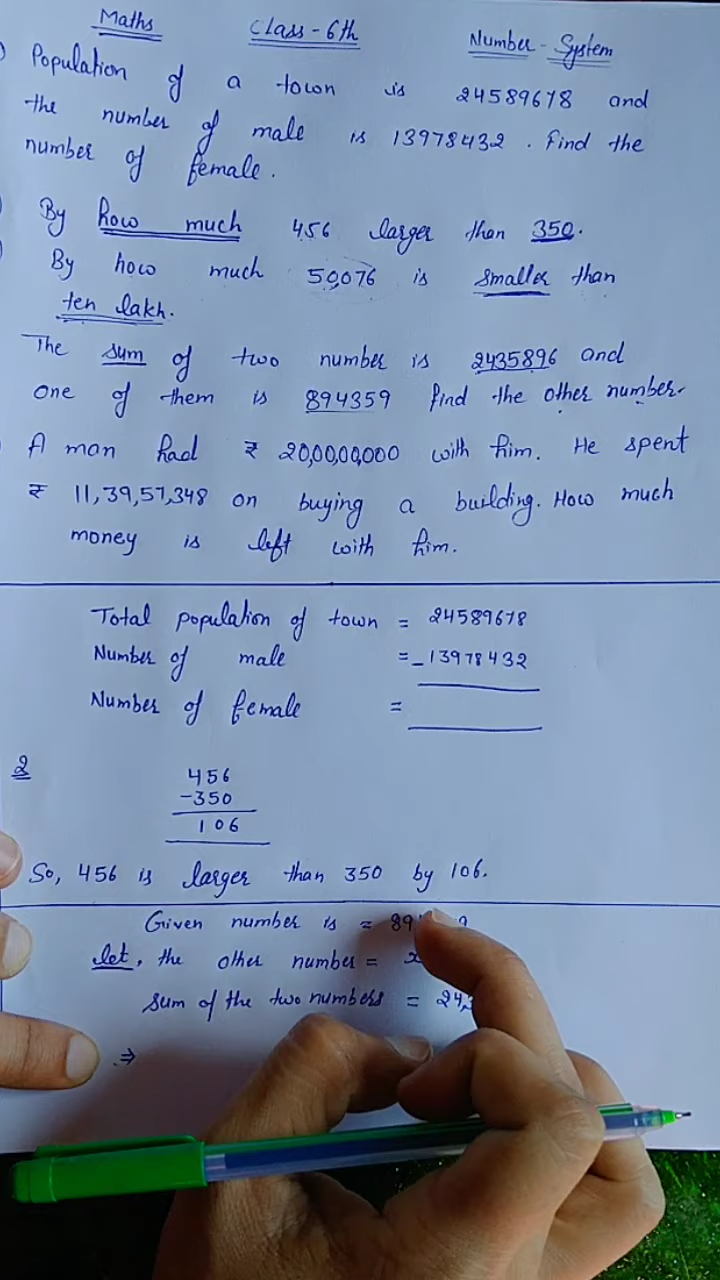 Maths Class-6th Number-System
Population of a town is 24589678 and
the number of male is 13978432. find the
number of female.
By how much 456 larger than 350.
By how much 50,076 is smaller than
ten lakh.
The sum of two number is 2435896 and
one of them is 894359 find the other number.
A man had ₹ 20,00,00,000 with him. He spent
₹ 11,39,57,348 on buying a building. How much
money is left with him.
Total population of town = 24589678
Number of male = -13978432
Number of female =
2
456
-350
106
So, 456 is larger than 350 by 106.
Given number is =
let, the other number = x
Sum of the two numbers =
⇒